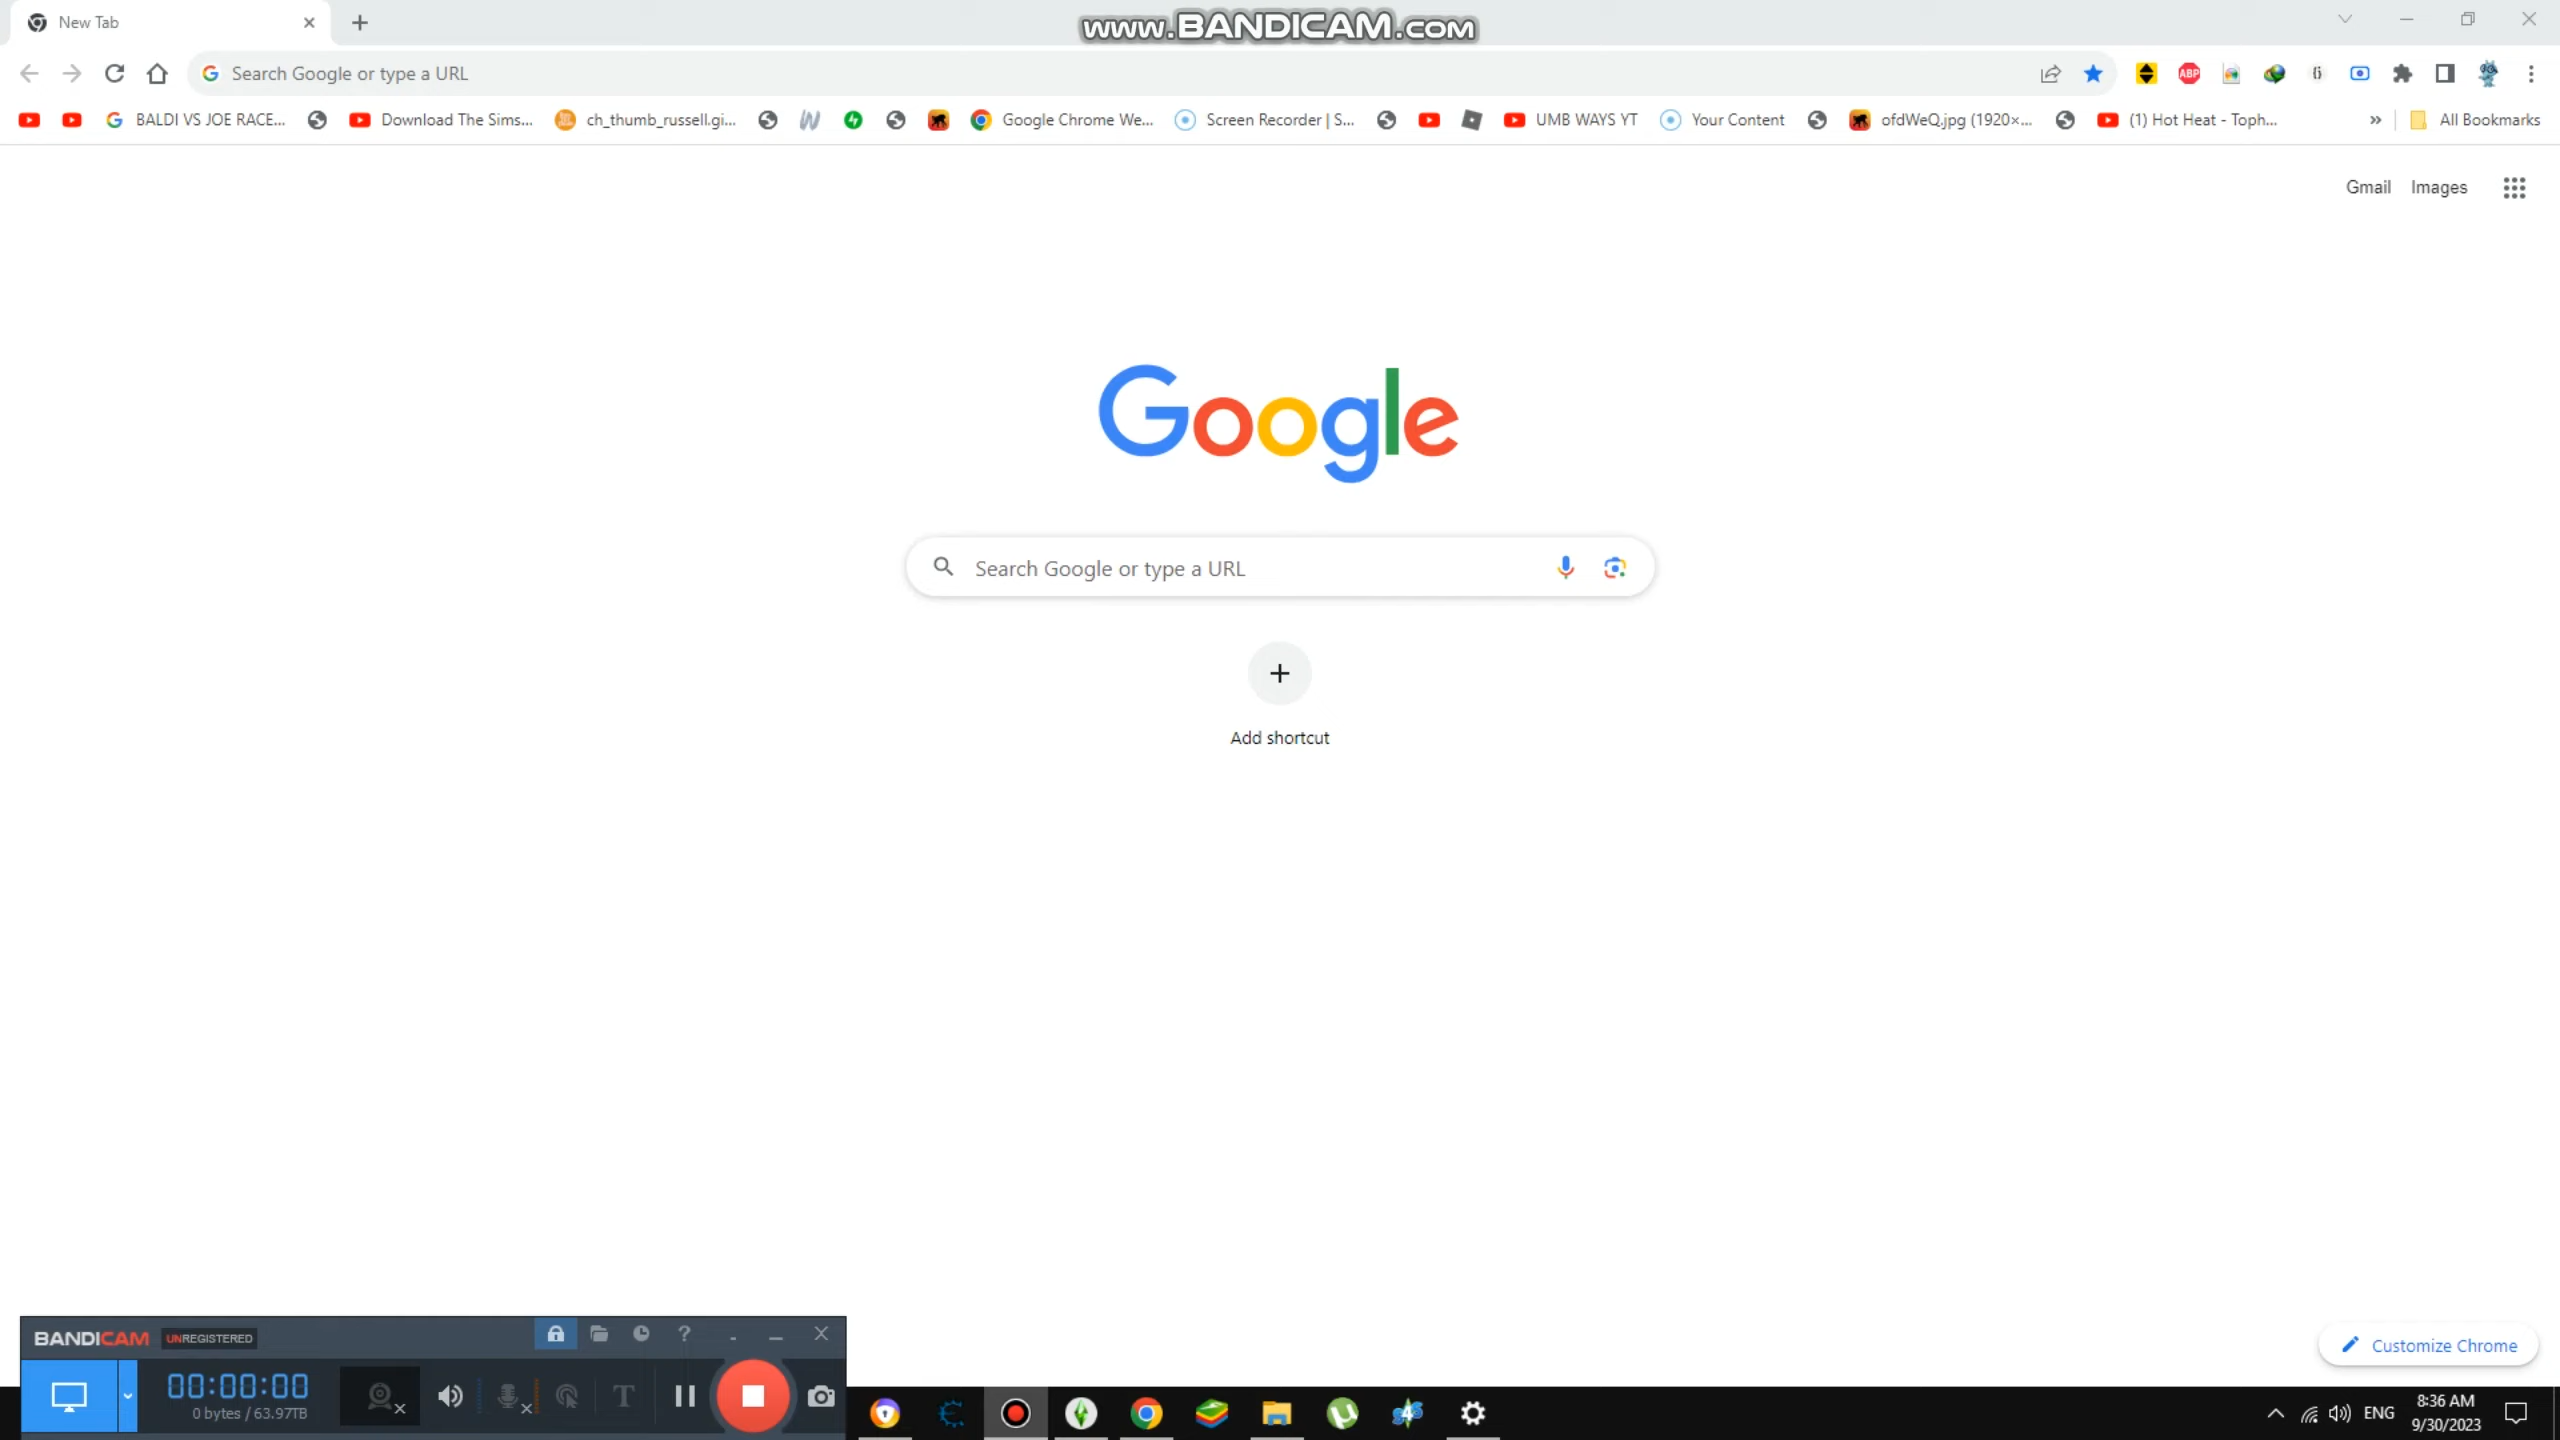 New Tab
www.BANDICAM.com
Search Google or type a URL
ABP
BALDI VS JOE RACE...
Download The Sims...
ch_thumb_russell.gi...
Google Chrome We...
Screen Recorder | S...
UMB WAYS YT
Your Content
ofdWeQ.jpg (1920×...
(1) Hot Heat - Toph...
All Bookmarks
Gmail
Images
Google
Search Google or type a URL
Add shortcut
BANDICAM
UNREGISTERED
00:00:00
0 bytes / 63.97TB
Customize Chrome
ENG
8:36 AM
9/30/2023